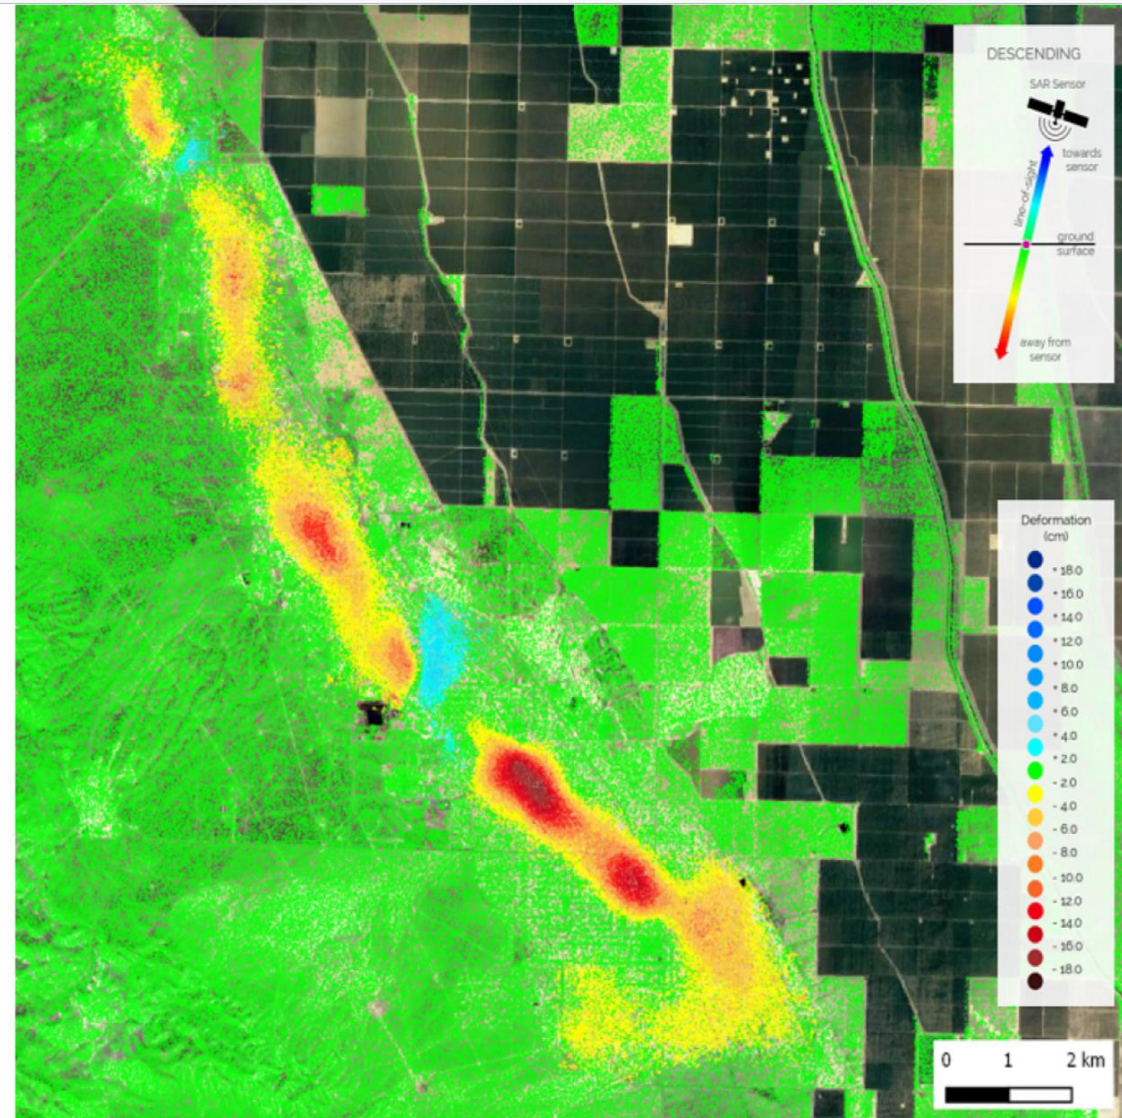 DESCENDING
SAR Sensor
towards
sensor
line-of-sight
ground
surface
away from
sensor
Deformation
(cm)
+ 18.0
+ 16.0
+ 14.0
+ 12.0
+ 10.0
+ 8.0
+ 6.0
+ 4.0
+ 2.0
- 2.0
- 4.0
- 6.0
- 8.0
- 10.0
- 12.0
- 14.0
- 16.0
- 18.0
0 1 2 km